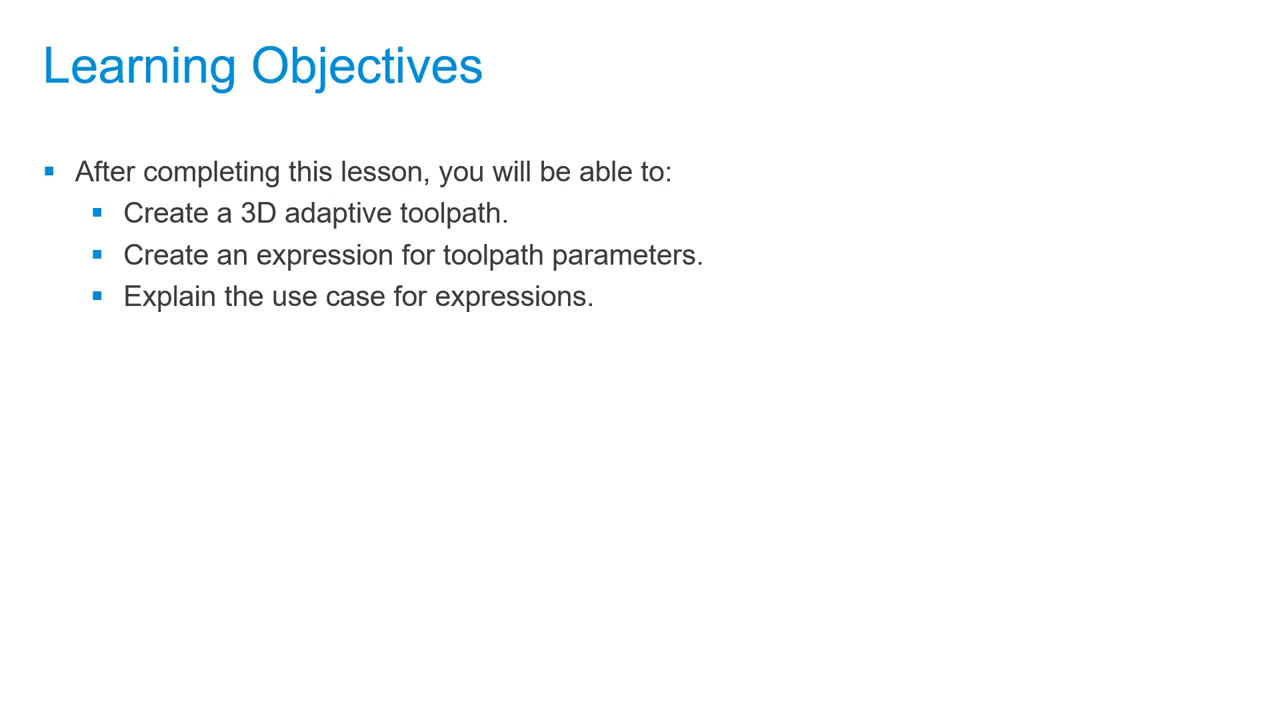 Learning Objectives
After completing this lesson, you will be able to:
Create a 3D adaptive toolpath.
Create an expression for toolpath parameters.
Explain the use case for expressions.